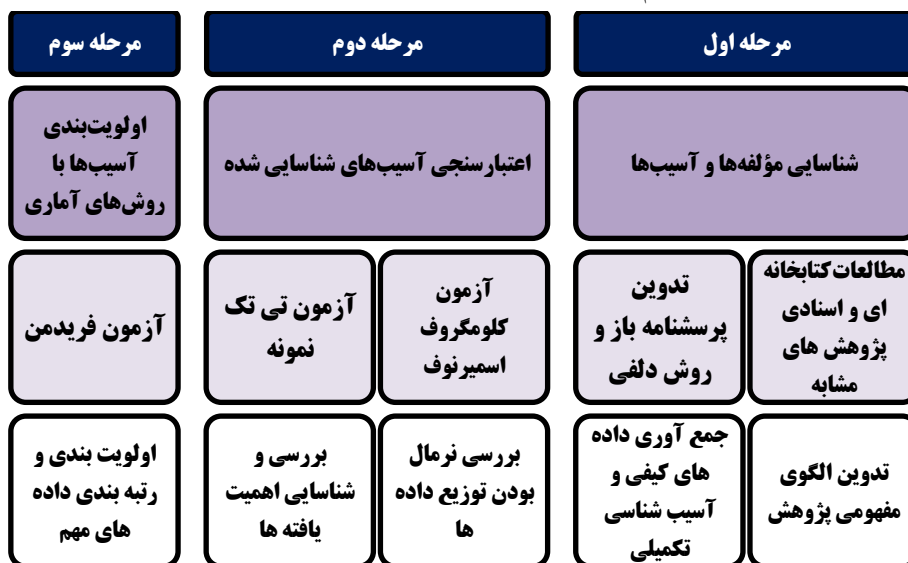 مرحله اول
مرحله دوم
مرحله سوم
شناسایی مؤلفه‌ها و آسیب‌ها
اعتبارسنجی آسیب‌های شناسایی شده
اولویت‌بندی
آسیب‌ها با
روش‌های آماری
مطالعات کتابخانه
ای و اسنادی
پژوهش های
مشابه
تدوین
پرسشنامه باز و
روش دلفی
آزمون
کلومگروف
اسمیرنوف
آزمون تی تک
نمونه
آزمون فریدمن
تدوین الگوی
مفهومی پژوهش
جمع آوری داده
های کیفی و
آسیب شناسی
تکمیلی
بررسی نرمال
بودن توزیع داده
ها
بررسی و
شناسایی اهمیت
یافته ها
اولویت بندی و
رتبه بندی داده
های مهم